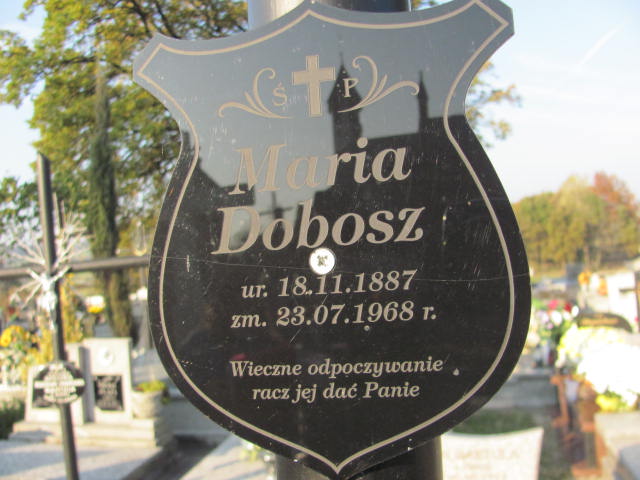 Ś P
Maria
Dobosz
ur. 18.11.1887
zm. 23.07.1968 r.
Wieczne odpoczywanie
racz jej dać Panie